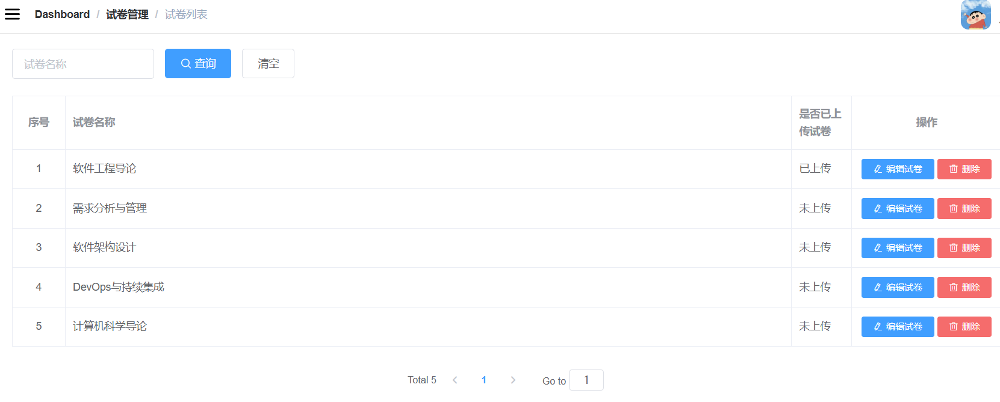 Dashboard / 试卷管理 / 试卷列表
试卷名称 查询 清空
序号 试卷名称 是否已上传试卷 操作
1 软件工程导论 已上传 编辑试卷 删除
2 需求分析与管理 未上传 编辑试卷 删除
3 软件架构设计 未上传 编辑试卷 删除
4 DevOps与持续集成 未上传 编辑试卷 删除
5 计算机科学导论 未上传 编辑试卷 删除
Total 5 1 Go to 1